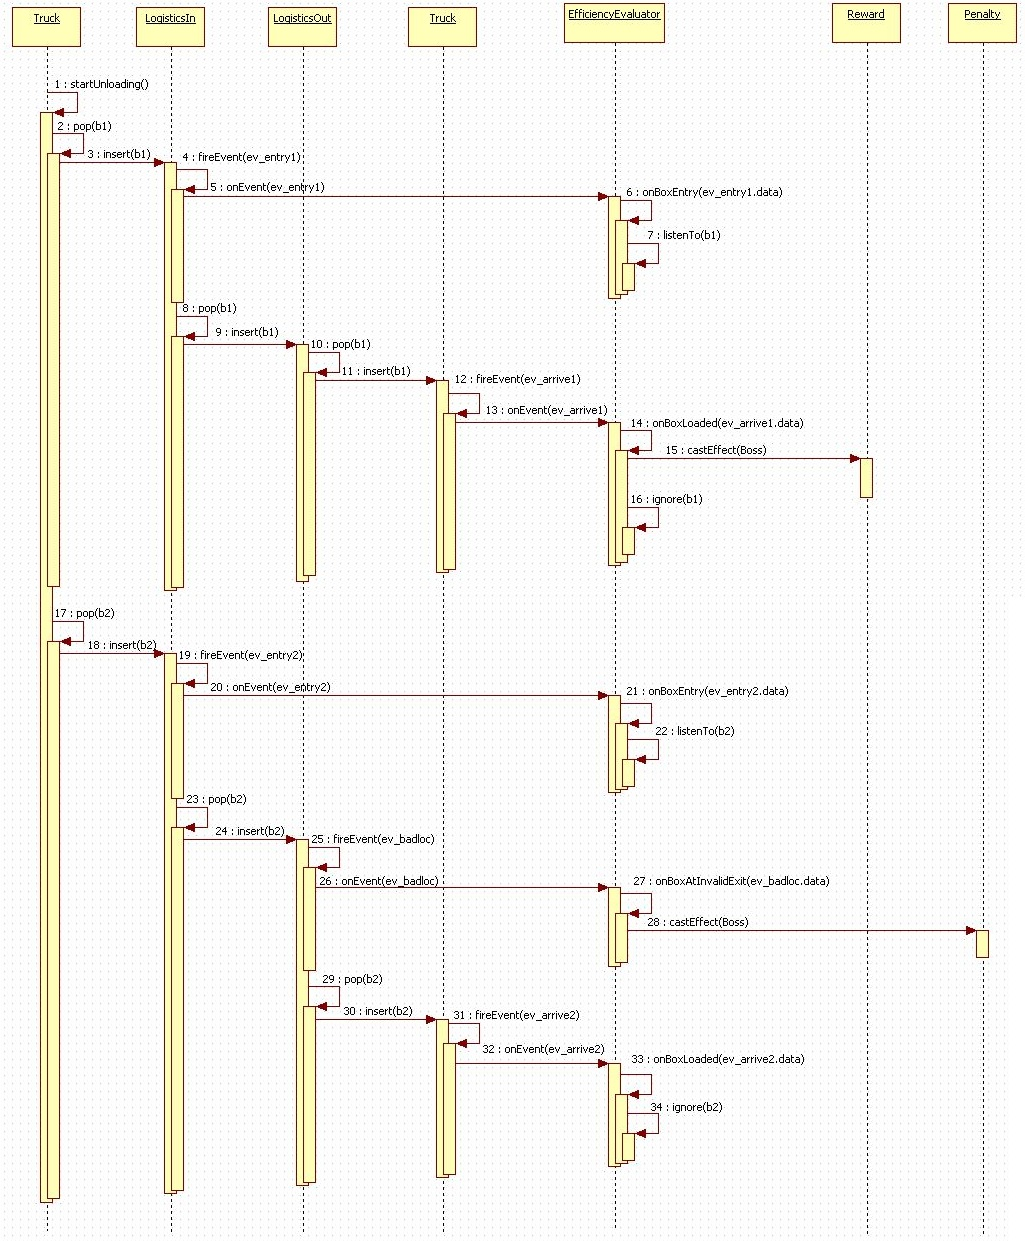 Truck
LogisticsIn
LogisticsOut
Truck
EfficiencyEvaluator
Reward
Penalty
1 : startUnloading()
2 : pop(b1)
3 : insert(b1)
4 : fireEvent(ev_entry1)
5 : onEvent(ev_entry1)
6 : onBoxEntry(ev_entry1.data)
7 : listenTo(b1)
8 : pop(b1)
9 : insert(b1)
10 : pop(b1)
11 : insert(b1)
12 : fireEvent(ev_arrive1)
13 : onEvent(ev_arrive1)
14 : onBoxLoaded(ev_arrive1.data)
15 : castEffect(Boss)
16 : ignore(b1)
17 : pop(b2)
18 : insert(b2)
19 : fireEvent(ev_entry2)
20 : onEvent(ev_entry2)
21 : onBoxEntry(ev_entry2.data)
22 : listenTo(b2)
23 : pop(b2)
24 : insert(b2)
25 : fireEvent(ev_badloc)
26 : onEvent(ev_badloc)
27 : onBoxAtInvalidExit(ev_badloc.data)
28 : castEffect(Boss)
29 : pop(b2)
30 : insert(b2)
31 : fireEvent(ev_arrive2)
32 : onEvent(ev_arrive2)
33 : onBoxLoaded(ev_arrive2.data)
34 : ignore(b2)